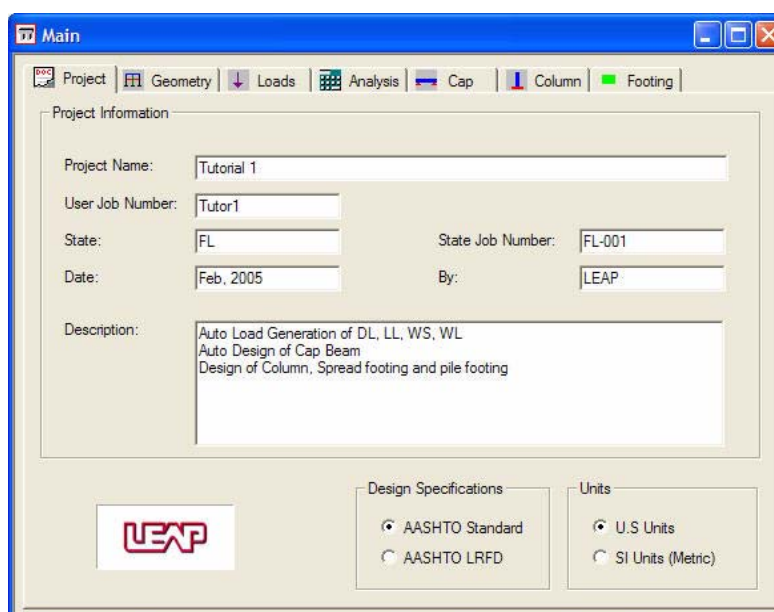 Main
Project Geometry Loads Analysis Cap Column Footing
Project Information
Project Name: Tutorial 1
User Job Number: Tutor1
State: FL State Job Number: FL-001
Date: Feb, 2005 By: LEAP
Description: Auto Load Generation of DL, LL, WS, WL
Auto Design of Cap Beam
Design of Column, Spread footing and pile footing
Design Specifications Units
AASHTO Standard U.S Units
AASHTO LRFD SI Units (Metric)
LEAP